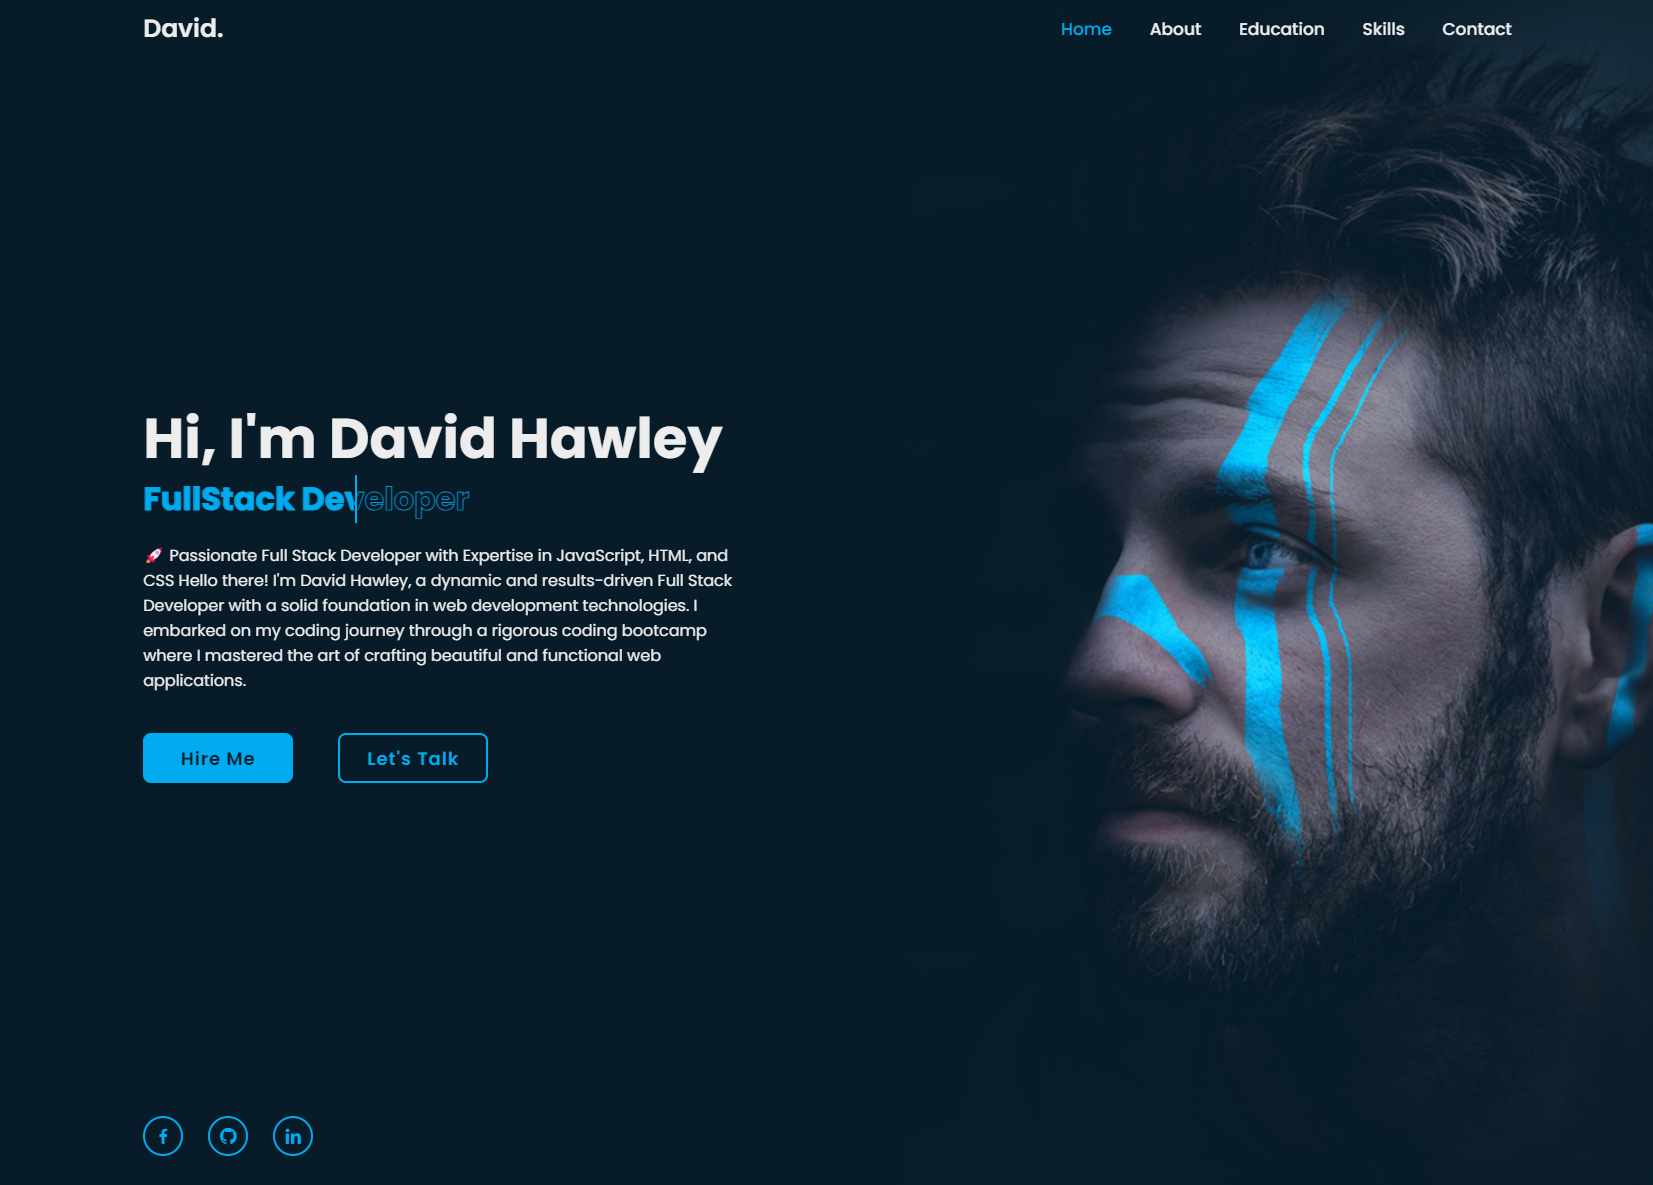 David.
Home About Education Skills Contact
Hi, I'm David Hawley
FullStack Developer
🚀 Passionate Full Stack Developer with Expertise in JavaScript, HTML, and
CSS Hello there! I'm David Hawley, a dynamic and results-driven Full Stack
Developer with a solid foundation in web development technologies. I
embarked on my coding journey through a rigorous coding bootcamp
where I mastered the art of crafting beautiful and functional web
applications.
Hire Me Let's Talk